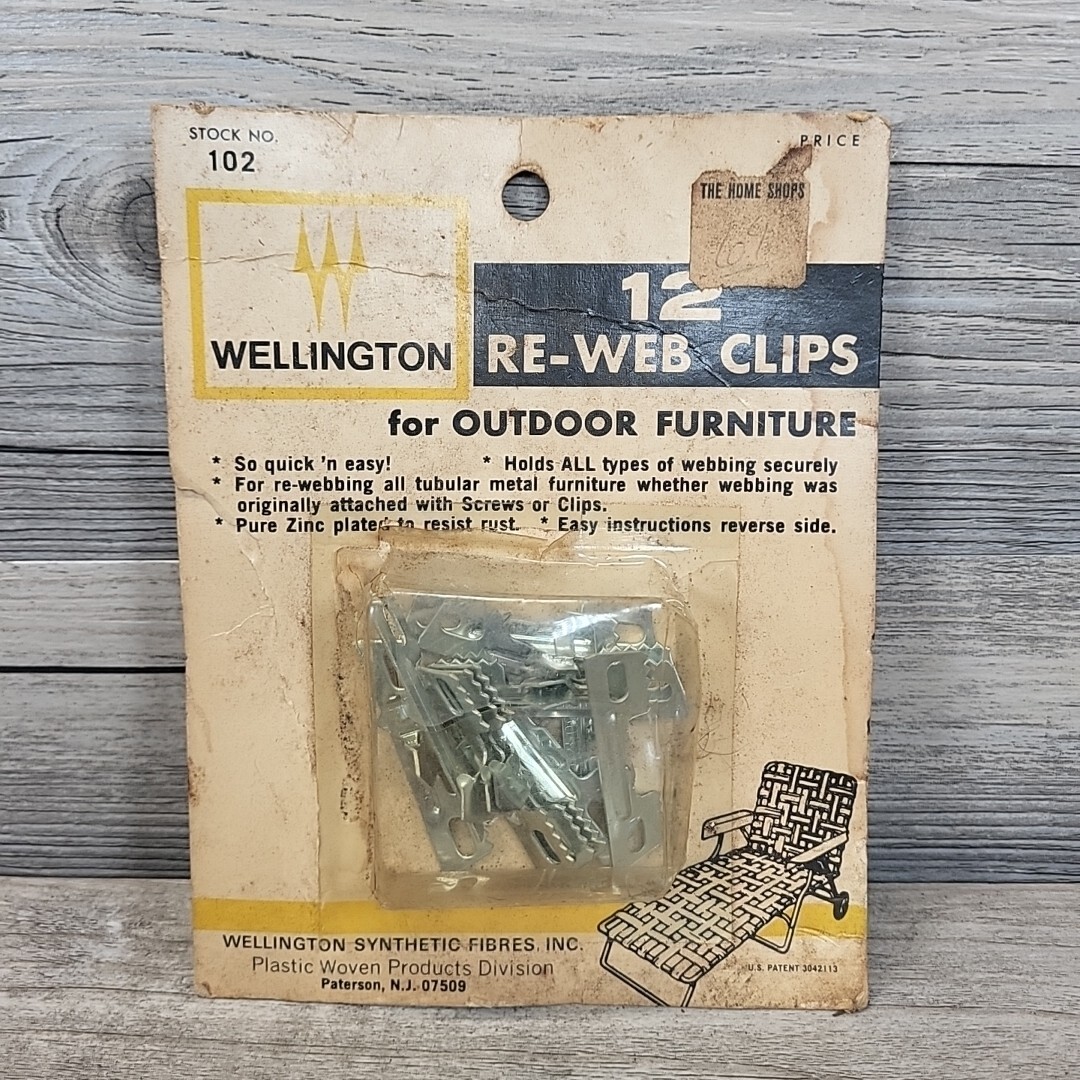 STOCK NO.
102
PRICE
THE HOME SHOPS
WELLINGTON
12
RE-WEB CLIPS
for OUTDOOR FURNITURE
* So quick 'n easy! * Holds ALL types of webbing securely
* For re-webbing all tubular metal furniture whether webbing was
originally attached with Screws or Clips.
* Pure Zinc plated to resist rust. * Easy instructions reverse side.
WELLINGTON SYNTHETIC FIBRES, INC.
Plastic Woven Products Division
Paterson, N.J. 07509
U.S. PATENT 3042113